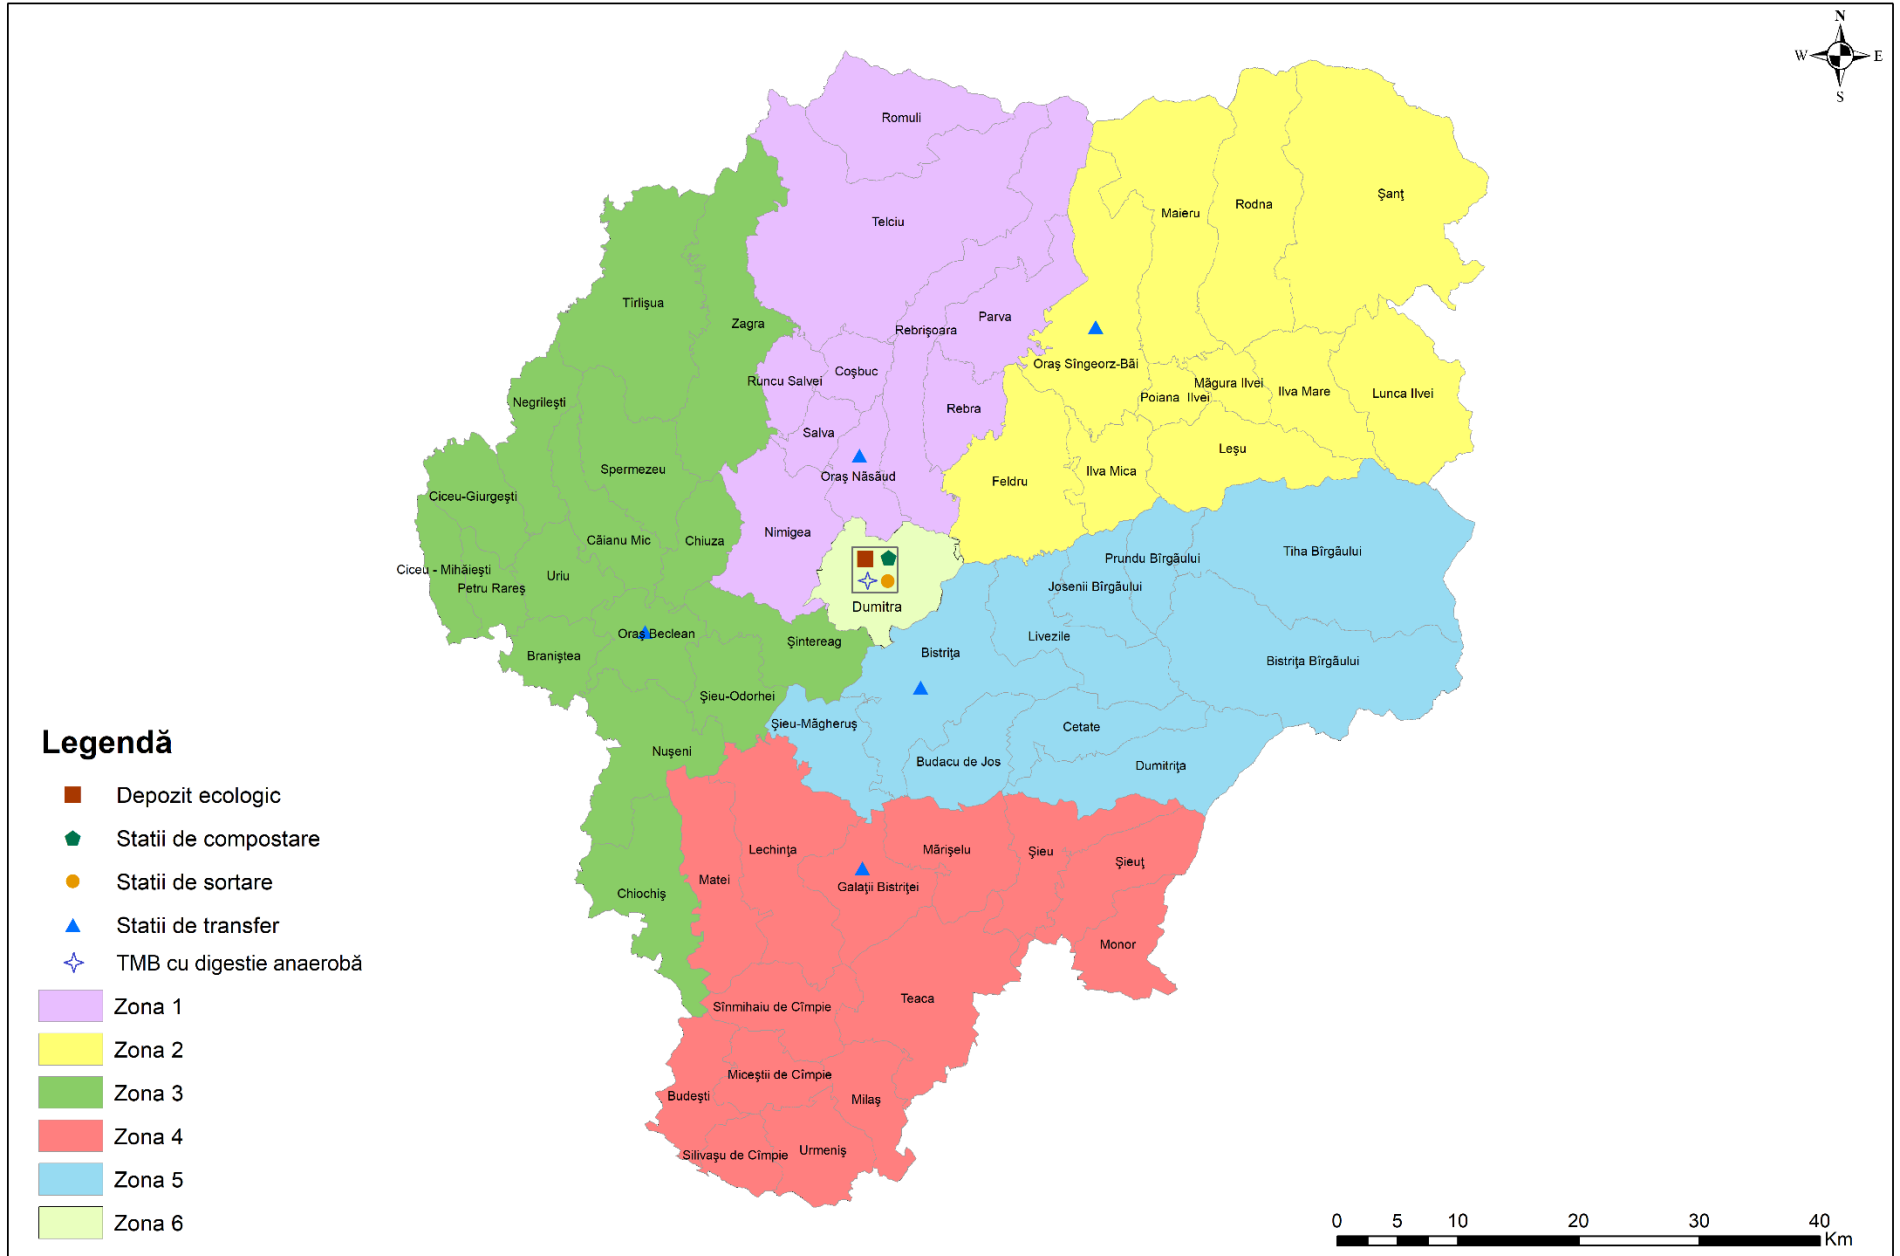 N
W E
S
Romuli
Şanţ
Rodna
Maieru
Telciu
Tîrlişua
Parva
Zagra
Rebrişoara
Oraş Sîngeorz-Băi
Coşbuc
Runcu Salvei
Măgura Ilvei
Ilva Mare
Lunca Ilvei
Poiana Ilvei
Negrileşti
Rebra
Salva
Leşu
Spermezeu
Ilva Mica
Oraş Năsăud
Feldru
Ciceu-Giurgeşti
Nimigea
Căianu Mic
Chiuza
Tiha Bîrgăului
Prundu Bîrgăului
Ciceu - Mihăieşti
Uriu
Petru Rareş
Josenii Bîrgăului
Dumitra
Oraş Beclean
Livezile
Şintereag
Braniştea
Bistriţa
Bistriţa Bîrgăului
Şieu-Odorhei
Şieu-Măgheruş
Cetate
Nuşeni
Budacu de Jos
Dumitriţa
Lechinţa
Mărişelu
Şieu
Şieuţ
Matei
Galaţii Bistriţei
Chiochiş
Monor
Teaca
Sînmihaiu de Cîmpie
Miceştii de Cîmpie
Budeşti
Milaş
Silivaşu de Cîmpie
Urmeniş
Legendă
Depozit ecologic
Statii de compostare
Statii de sortare
Statii de transfer
TMB cu digestie anaerobă
Zona 1
Zona 2
Zona 3
Zona 4
Zona 5
Zona 6
0 5 10 20 30 40
Km